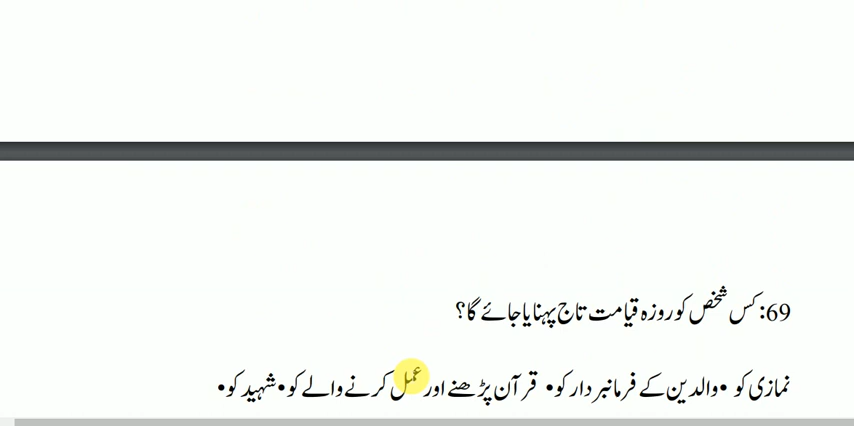 69: کس شخص کو روزہ قیامت تاج پہنایا جائے گا؟
نمازی کو • والدین کے فرمانبردار کو • قرآن پڑھنے اور عمل کرنے والے کو • شہید کو •